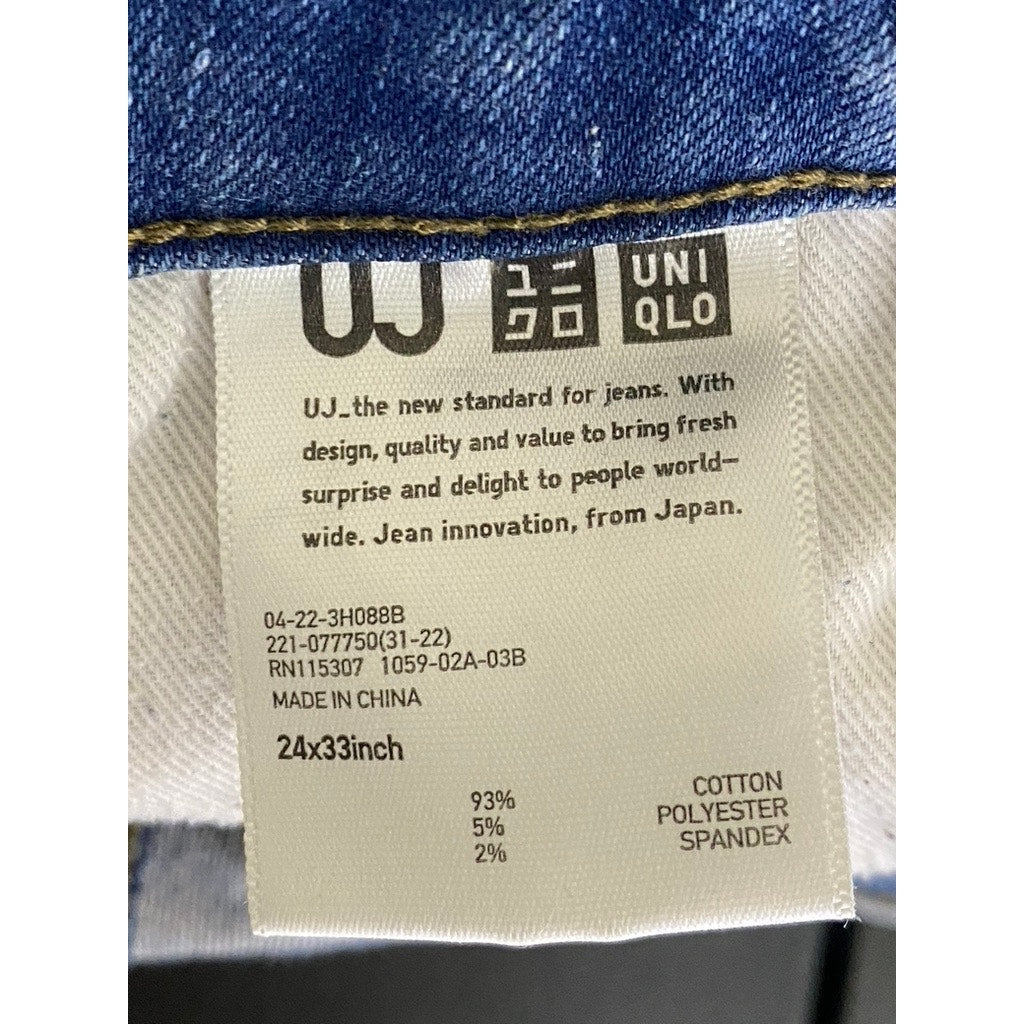 UJ ユニ UNI
クロ QLO
UJ_the new standard for jeans. With
design, quality and value to bring fresh
surprise and delight to people world-
wide. Jean innovation, from Japan.
04-22-3H088B
221-077750(31-22)
RN115307 1059-02A-03B
MADE IN CHINA
24x33inch
93% COTTON
5% POLYESTER
2% SPANDEX